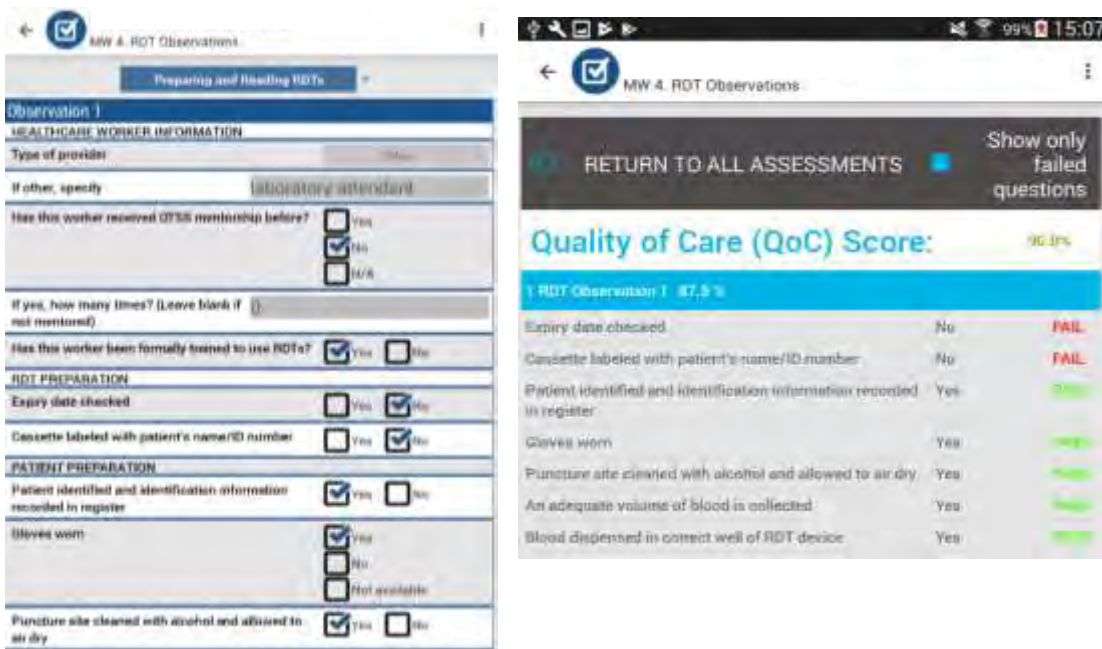 MW 4. RDT Observations
Preparing and Reading RDTs
Observation 1
HEALTHCARE WORKER INFORMATION
Type of provider
If other, specify
laboratory attendant
Has this worker received OTSS mentorship before?
Yes
No
N/A
If yes, how many times? (Leave blank if
not mentored)
0
Has this worker been formally trained to use RDTs?
Yes No
RDT PREPARATION
Expiry date checked
Yes No
Cassette labeled with patient's name/ID number
Yes No
PATIENT PREPARATION
Patient identified and identification information
recorded in register
Yes No
Gloves worn
Yes
No
Not available
Puncture site cleaned with alcohol and allowed to
air dry
Yes No
99% 15:07
MW 4. RDT Observations
RETURN TO ALL ASSESSMENTS
Show only
failed
questions
Quality of Care (QoC) Score:
1 RDT Observation 1 87.5 %
Expiry date checked No FAIL
Cassette labeled with patient's name/ID number No FAIL
Patient identified and identification information recorded
in register
Yes
Gloves worn Yes
Puncture site cleaned with alcohol and allowed to air dry Yes
An adequate volume of blood is collected Yes
Blood dispensed in correct well of RDT device Yes